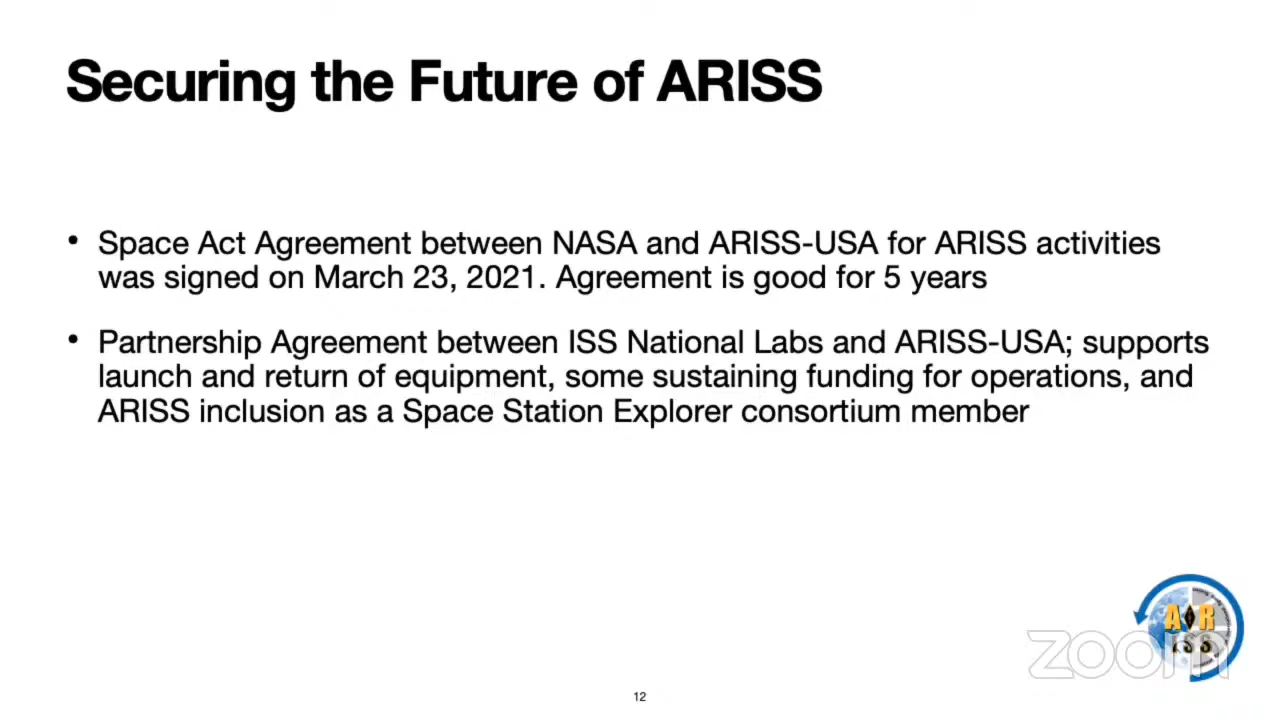 Securing the Future of ARISS
• Space Act Agreement between NASA and ARISS-USA for ARISS activities
was signed on March 23, 2021. Agreement is good for 5 years
• Partnership Agreement between ISS National Labs and ARISS-USA; supports
launch and return of equipment, some sustaining funding for operations, and
ARISS inclusion as a Space Station Explorer consortium member
A R
ISS
zoom
12